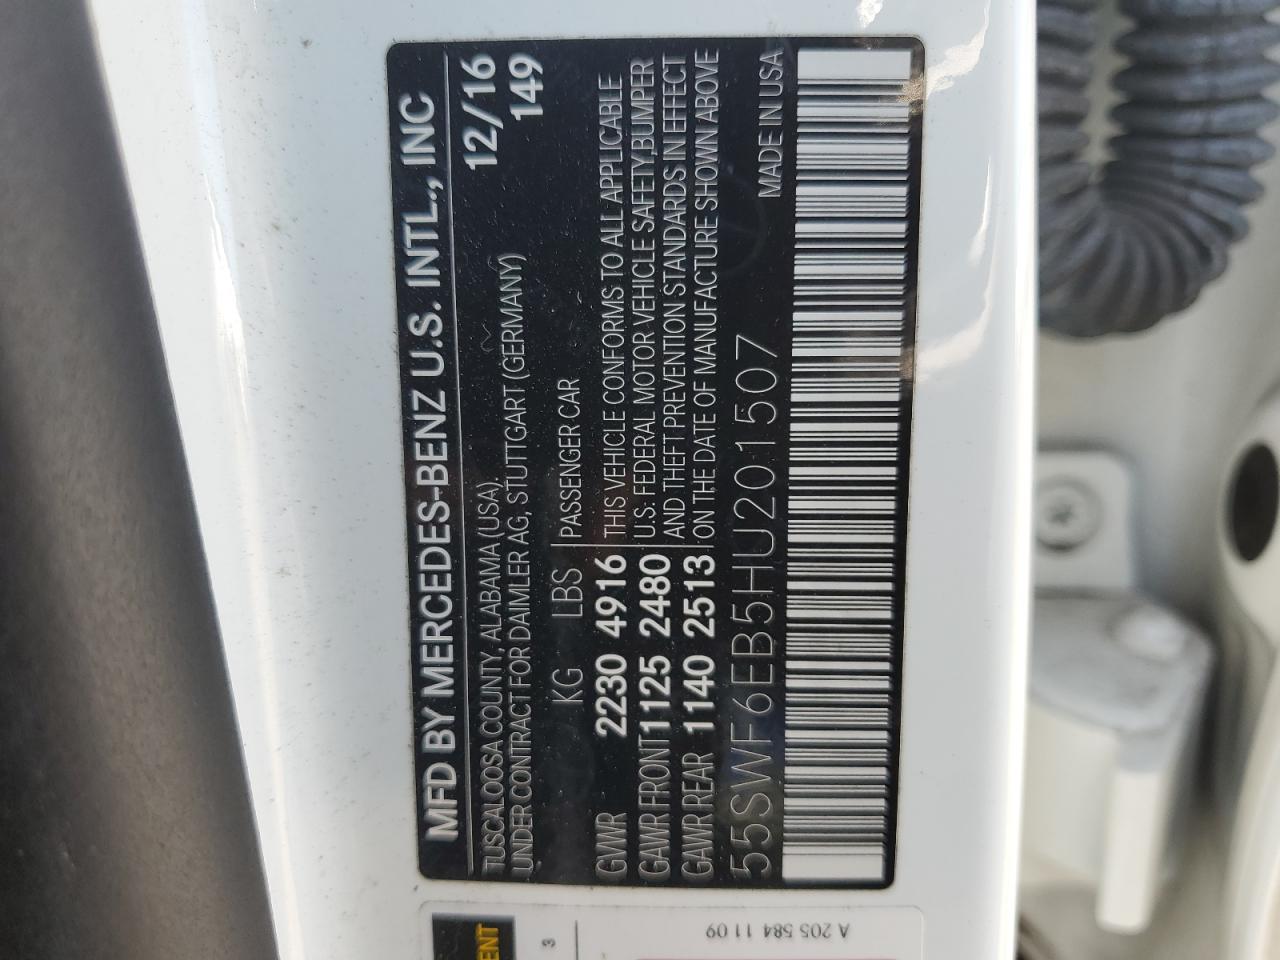 MFD BY MERCEDES-BENZ U.S. INTL., INC
TUSCALOOSA COUNTY, ALABAMA (USA), 12/16
UNDER CONTRACT FOR DAIMLER AG, STUTTGART (GERMANY) 149
KG LBS PASSENGER CAR
GVWR 2230 4916 THIS VEHICLE CONFORMS TO ALL APPLICABLE
GAWR FRONT 1125 2480 U.S. FEDERAL MOTOR VEHICLE SAFETY,BUMPER
GAWR REAR 1140 2513 AND THEFT PREVENTION STANDARDS IN EFFECT
ON THE DATE OF MANUFACTURE SHOWN ABOVE
55SWF6EB5HU201507 MADE IN USA
3
A 205 584 11 09